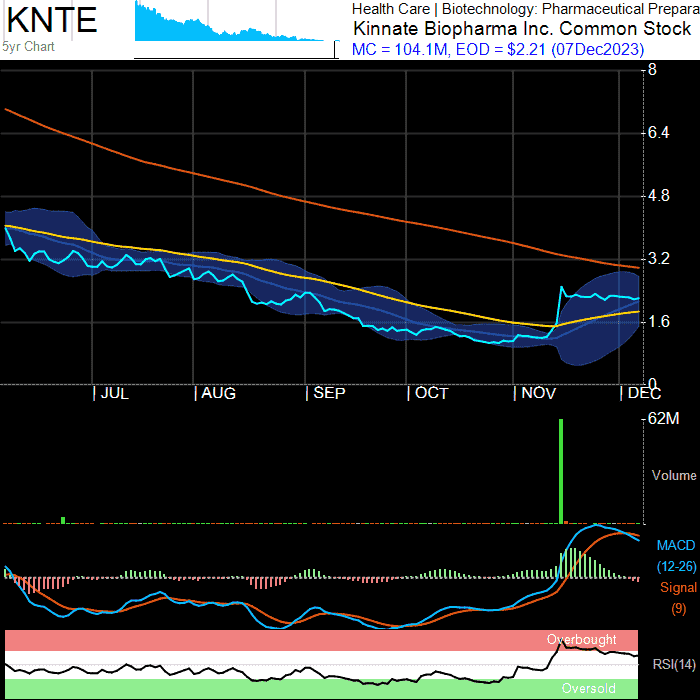 KNTE
5yr Chart
Health Care | Biotechnology: Pharmaceutical Prepara
Kinnate Biopharma Inc. Common Stock
MC = 104.1M, EOD = $2.21 (07Dec2023)
8
6.4
4.8
3.2
1.6
0
JUL AUG SEP OCT NOV DEC
62M
Volume
MACD
(12-26)
Signal
(9)
Overbought
RSI(14)
Oversold